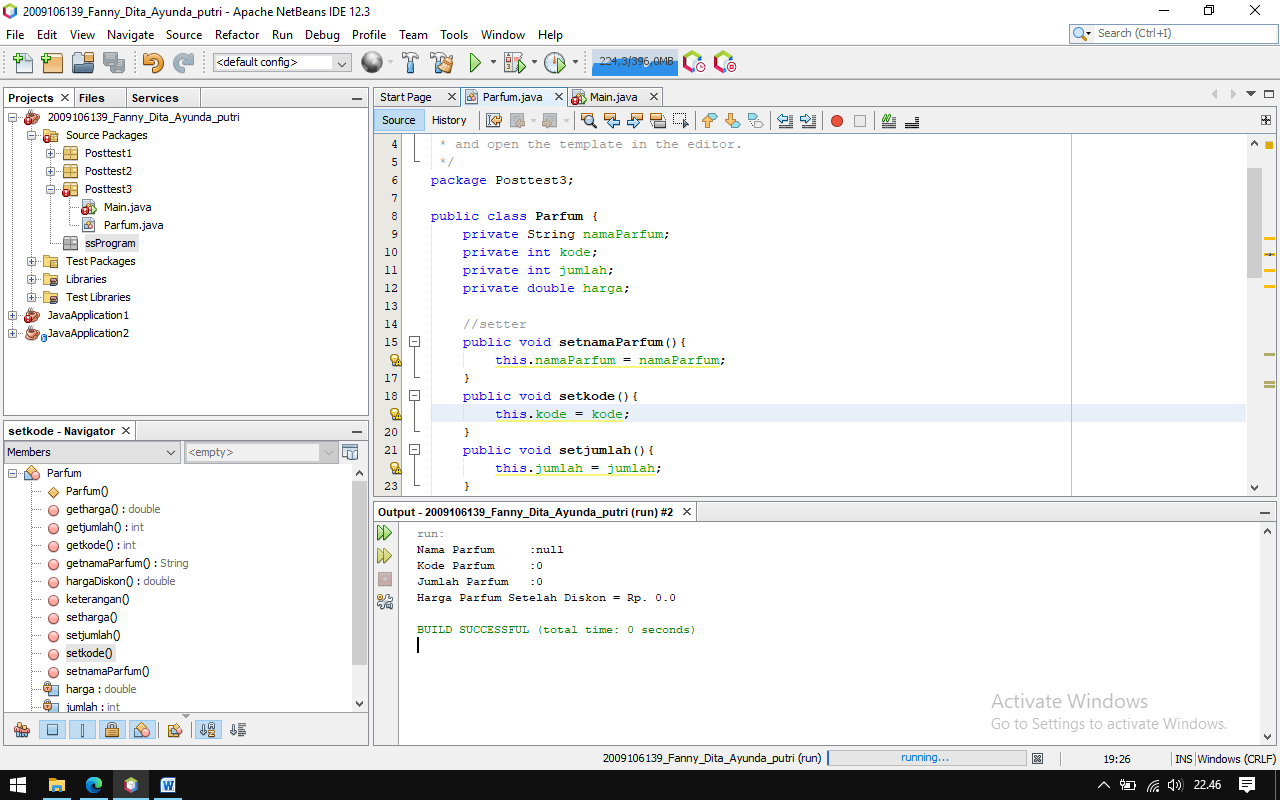 2009106139_Fanny_Dita_Ayunda_putri - Apache NetBeans IDE 12.3
File Edit View Navigate Source Refactor Run Debug Profile Team Tools Window Help
Search (Ctrl+I)
<default config>
224,3/396,0MB
Projects Files Services
2009106139_Fanny_Dita_Ayunda_putri
Source Packages
Posttest1
Posttest2
Posttest3
Main.java
Parfum.java
ssProgram
Test Packages
Libraries
Test Libraries
JavaApplication1
JavaApplication2
setkode - Navigator
Members
<empty>
Parfum
Parfum()
getharga() : double
getjumlah() : int
getkode() : int
getnamaParfum() : String
hargaDiskon() : double
keterangan()
setharga()
setjumlah()
setkode()
setnamaParfum()
harga : double
jumlah : int
Start Page Parfum.java Main.java
Source History
4 * and open the template in the editor.
5 */
6 package Posttest3;
7
8 public class Parfum {
9 private String namaParfum;
10 private int kode;
11 private int jumlah;
12 private double harga;
13
14 //setter
15 public void setnamaParfum(){
this.namaParfum = namaParfum;
17 }
18 public void setkode(){
this.kode = kode;
20 }
21 public void setjumlah(){
this.jumlah = jumlah;
23 }
Output - 2009106139_Fanny_Dita_Ayunda_putri (run) #2
run:
Nama Parfum :null
Kode Parfum :0
Jumlah Parfum :0
Harga Parfum Setelah Diskon = Rp. 0.0
BUILD SUCCESSFUL (total time: 0 seconds)
Activate Windows
Go to Settings to activate Windows.
2009106139_Fanny_Dita_Ayunda_putri (run) running... 19:26 INS Windows (CRLF)
22.46